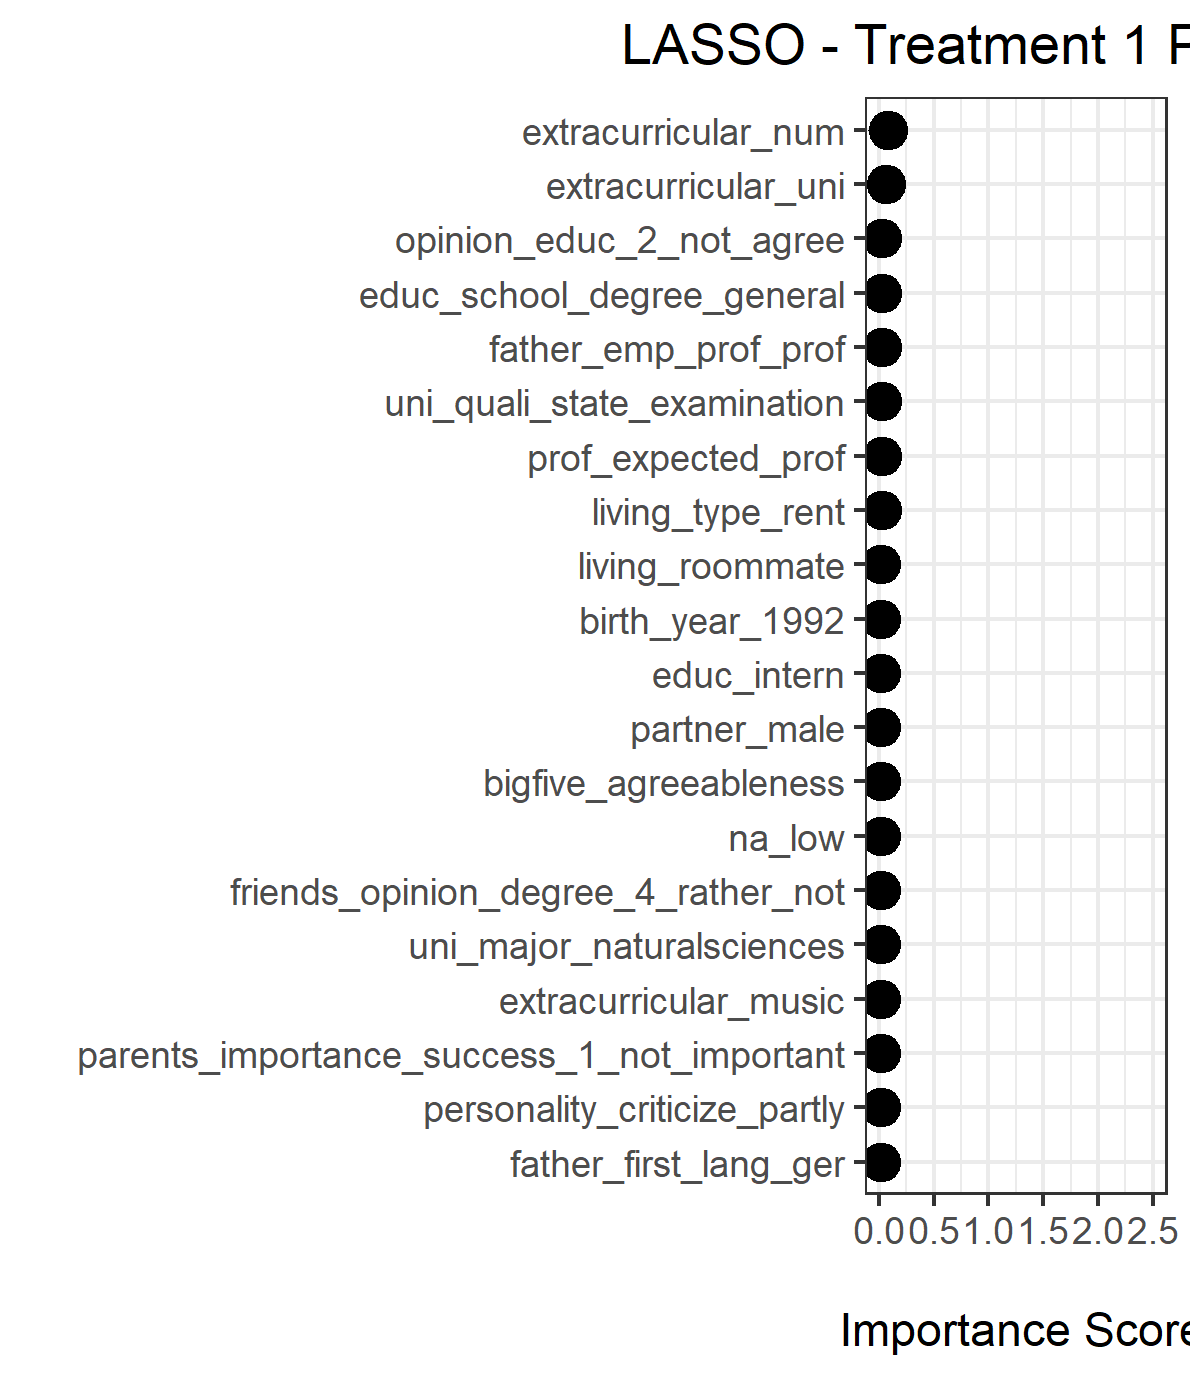 LASSO - Treatment 1
extracurricular_num
extracurricular_uni
opinion_educ_2_not_agree
educ_school_degree_general
father_emp_prof_prof
uni_quali_state_examination
prof_expected_prof
living_type_rent
living_roommate
birth_year_1992
educ_intern
partner_male
bigfive_agreeableness
na_low
friends_opinion_degree_4_rather_not
uni_major_naturalsciences
extracurricular_music
parents_importance_success_1_not_important
personality_criticize_partly
father_first_lang_ger
0.0 0.5 1.0 1.5 2.0 2.5
Importance Score